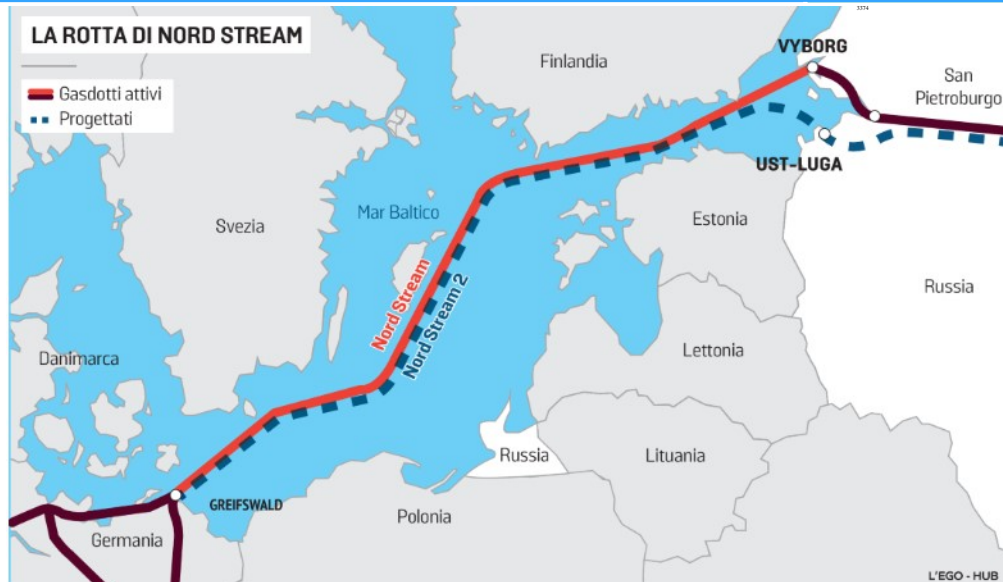 LA ROTTA DI NORD STREAM
Gasdotti attivi
Progettati
3374
VYBORG
Finlandia
San
Pietroburgo
UST-LUGA
Mar Baltico
Svezia
Estonia
Russia
Nord Stream
Nord Stream 2
Danimarca
Lettonia
Russia
Lituania
GREIFSWALD
Polonia
Germania
L'EGO - HUB